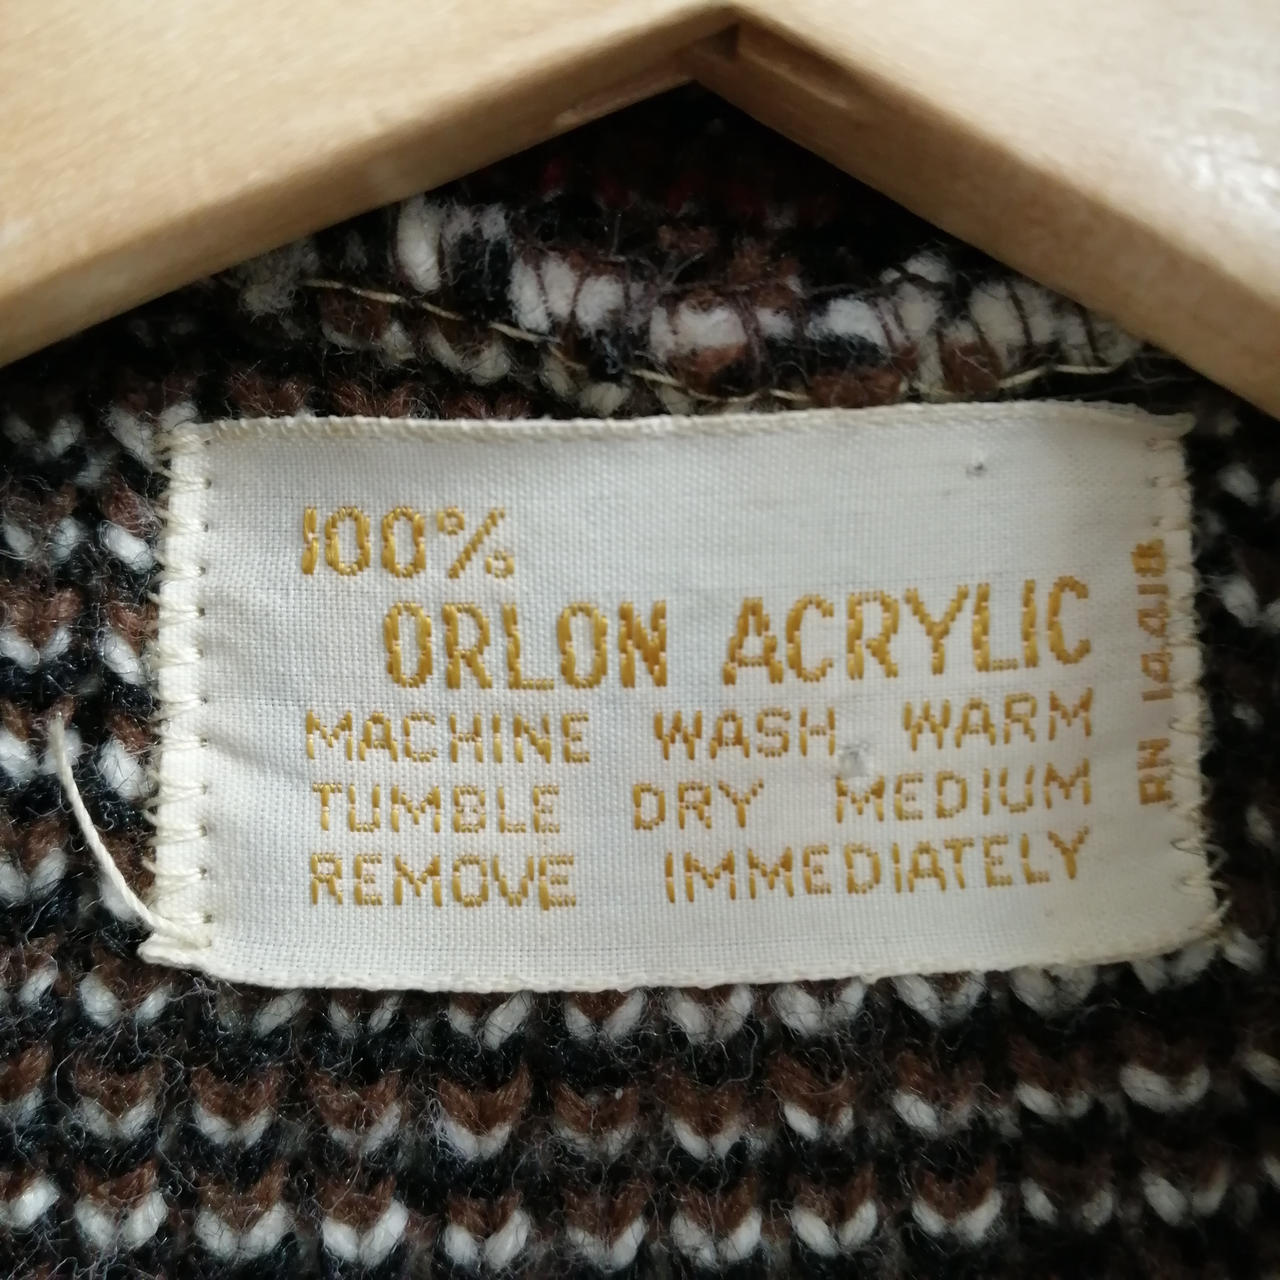 100%
ORLON ACRYLIC
MACHINE WASH WARM
TUMBLE DRY MEDIUM
REMOVE IMMEDIATELY
RN 14418